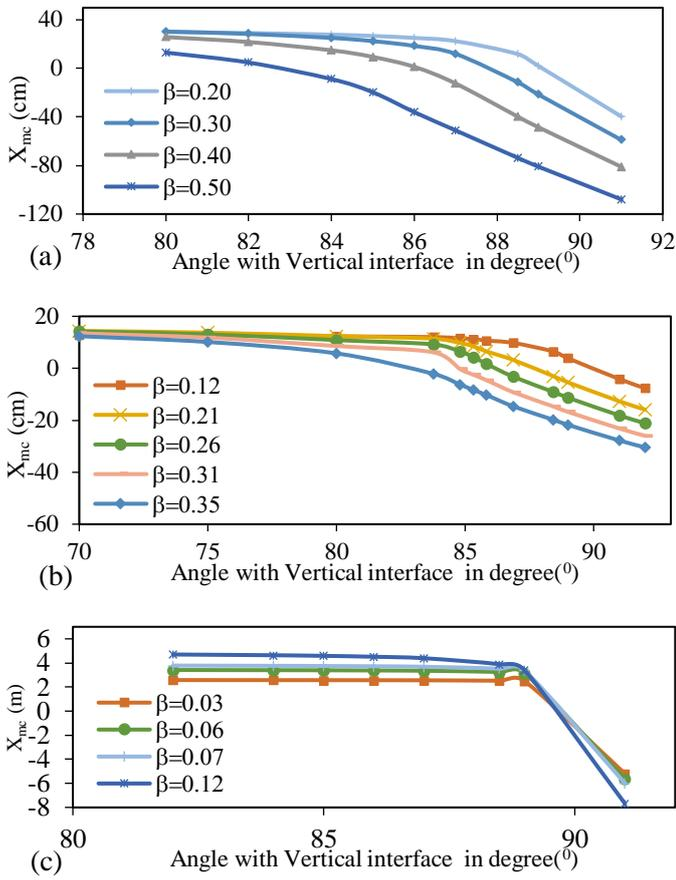 40
0
-40
-80
-120
X_mc (cm)
β=0.20
β=0.30
β=0.40
β=0.50
78 80 82 84 86 88 90 92
(a) Angle with Vertical interface in degree(⁰)
20
0
-20
-40
-60
X_mc (cm)
β=0.12
β=0.21
β=0.26
β=0.31
β=0.35
70 75 80 85 90
(b) Angle with Vertical interface in degree(⁰)
6
4
2
0
-2
-4
-6
-8
X_mc (m)
β=0.03
β=0.06
β=0.07
β=0.12
80 85 90
(c) Angle with Vertical interface in degree(⁰)